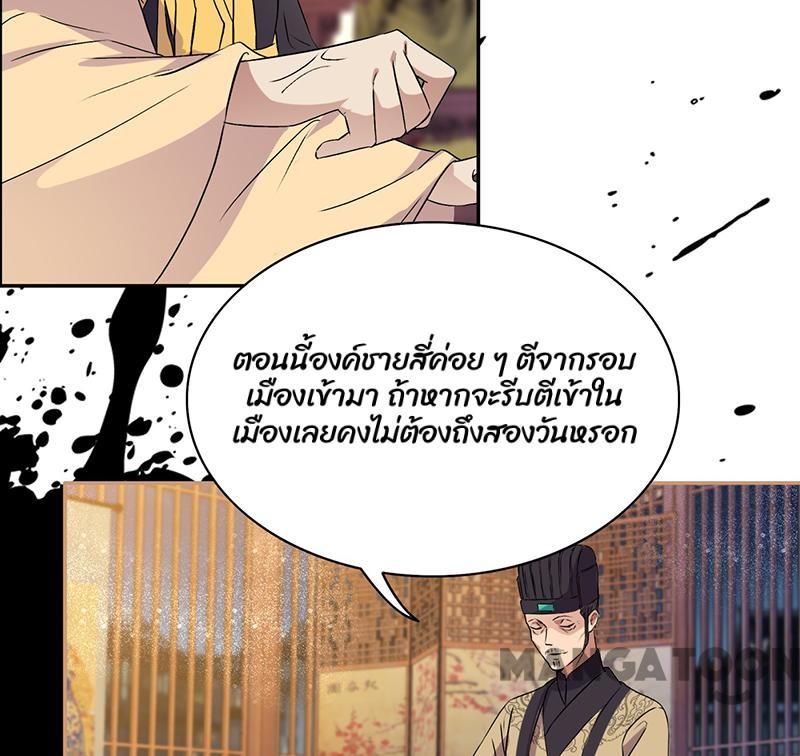 ตอนนี้องค์ชายสี่ค่อย ๆ ตีจากรอบ
เมืองเข้ามา ถ้าหากจะรีบตีเข้าใน
เมืองเลยคงไม่ต้องถึงสองวันหรอก
MANGATOON